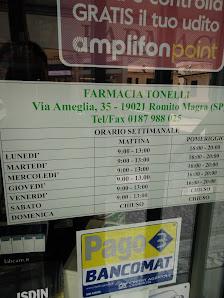 controlla
GRATIS il tuo udito
amplifon point
FARMACIA TONELLI
Via Ameglia, 35 - 19021 Romito Magra (SP
Tel/Fax 0187 988 025
ORARIO SETTIMANALE
MATTINA POMERIGGIO
LUNEDI' 9:00 - 13:00 16:00 - 20:00
MARTEDI' 9:00 - 13:00 16:00 - 20:00
MERCOLEDI' 9:00 - 13:00 16:00 - 20:00
GIOVEDI' 9:00 - 13:00 16:00 - 20:00
VENERDI' 9:00 - 13:00 16:00 - 20:00
SABATO 9:00 - 13:00 CHIUSO
DOMENICA CHIUSO CHIUSO
Pago
BANCOMAT
ISDIN